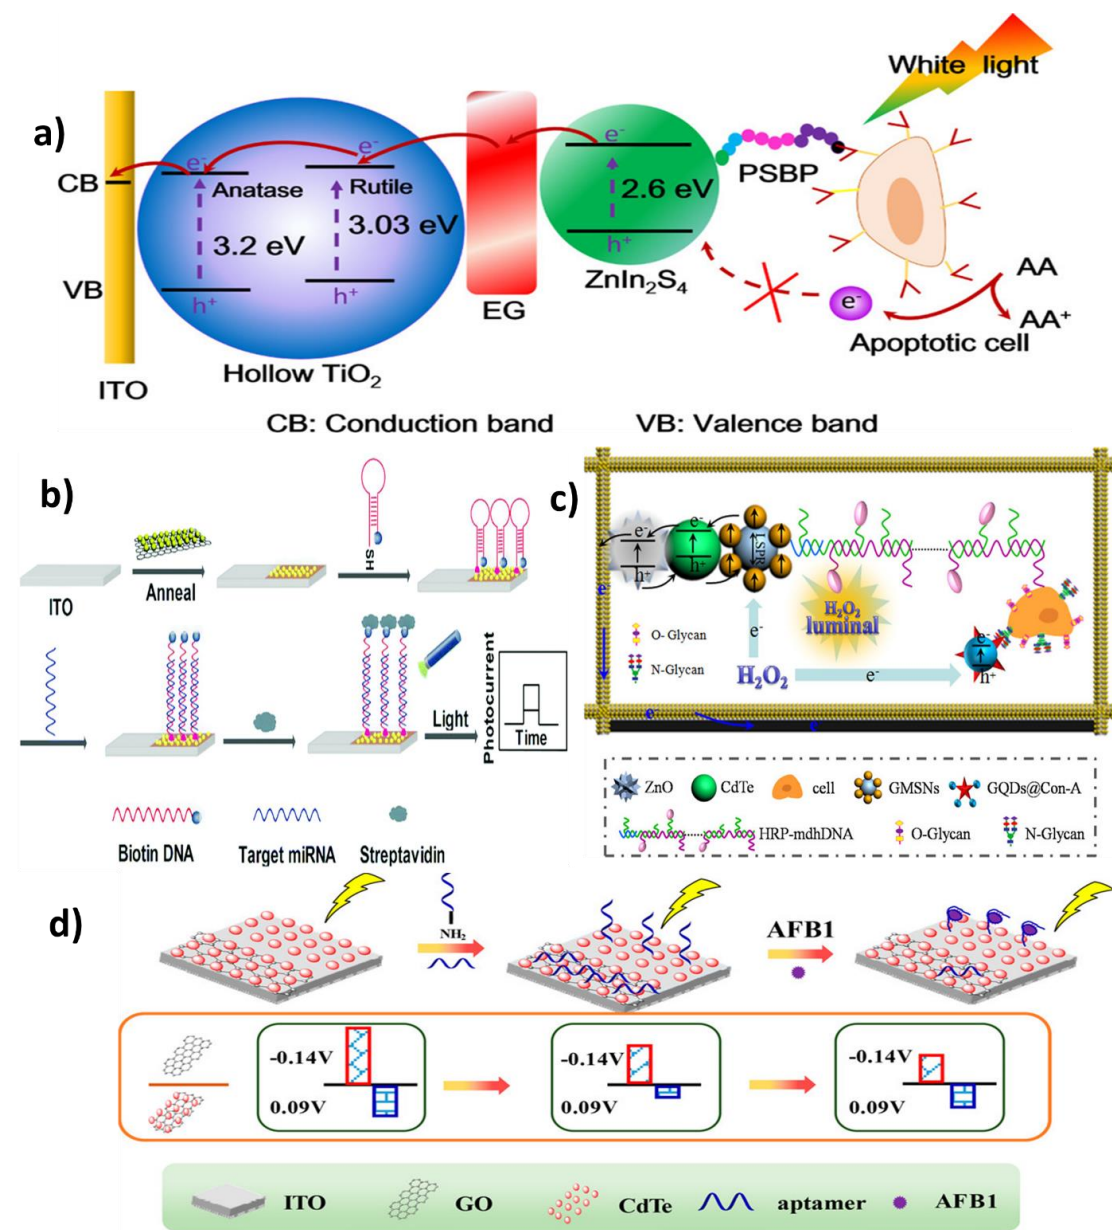 a)
White light
CB
e-
e-
e-
e-
Anatase
Rutile
2.6 eV
PSBP
3.2 eV
3.03 eV
VB
h+
h+
h+
ZnIn2S4
EG
AA
e-
AA+
Apoptotic cell
ITO
Hollow TiO2
CB: Conduction band VB: Valence band
b)
SH
ITO
Anneal
Light
Photocurrent
Time
Biotin DNA
Target miRNA
Streptavidin
c)
e-
e-
LSPR
h+
h+
e-
H2O2
luminal
O- Glycan
N-Glycan
e-
H2O2
e-
e-
h+
e-
e-
ZnO
CdTe
cell
GMSNs
GQDs@Con-A
HRP-mdhDNA
O-Glycan
N-Glycan
d)
NH2
AFB1
-0.14V
0.09V
-0.14V
0.09V
-0.14V
0.09V
ITO
GO
CdTe
aptamer
AFB1